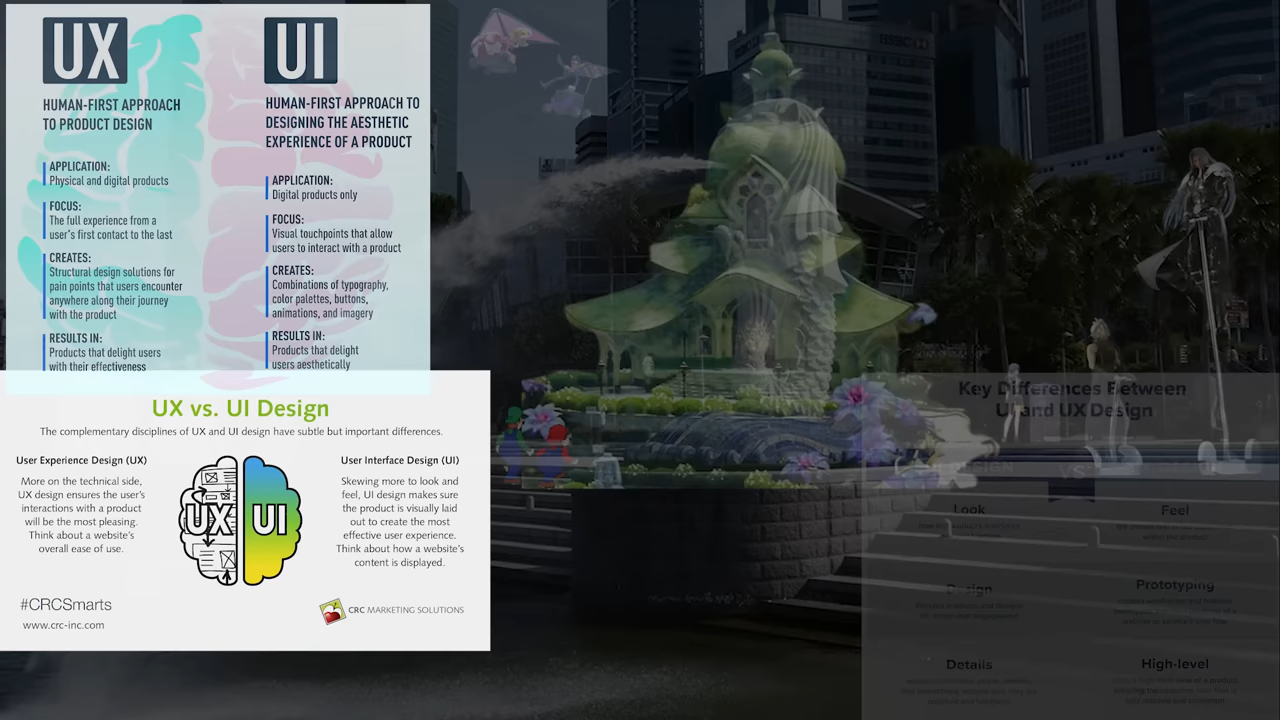 UX
HUMAN-FIRST APPROACH
TO PRODUCT DESIGN
APPLICATION:
Physical and digital products
FOCUS:
The full experience from a
user's first contact to the last
CREATES:
Structural design solutions for
pain points that users encounter
anywhere along their journey
with the product
RESULTS IN:
Products that delight users
with their effectiveness
UI
HUMAN-FIRST APPROACH TO
DESIGNING THE AESTHETIC
EXPERIENCE OF A PRODUCT
APPLICATION:
Digital products only
FOCUS:
Visual touchpoints that allow
users to interact with a product
CREATES:
Combinations of typography,
color palettes, buttons,
animations, and imagery
RESULTS IN:
Products that delight
users aesthetically
UX vs. UI Design
The complementary disciplines of UX and UI design have subtle but important differences.
User Experience Design (UX)
More on the technical side,
UX design ensures the user's
interactions with a product
will be the most pleasing.
Think about a website's
overall ease of use.
UX UI
User Interface Design (UI)
Skewing more to look and
feel, UI design makes sure
the product is visually laid
out to create the most
effective user experience.
Think about how a website's
content is displayed.
#CRCSmarts
www.crc-inc.com
CRC MARKETING SOLUTIONS
HSBC
Key Differences Between
UI and UX Design
Look
Feel
Design
Prototyping
Details
High-level